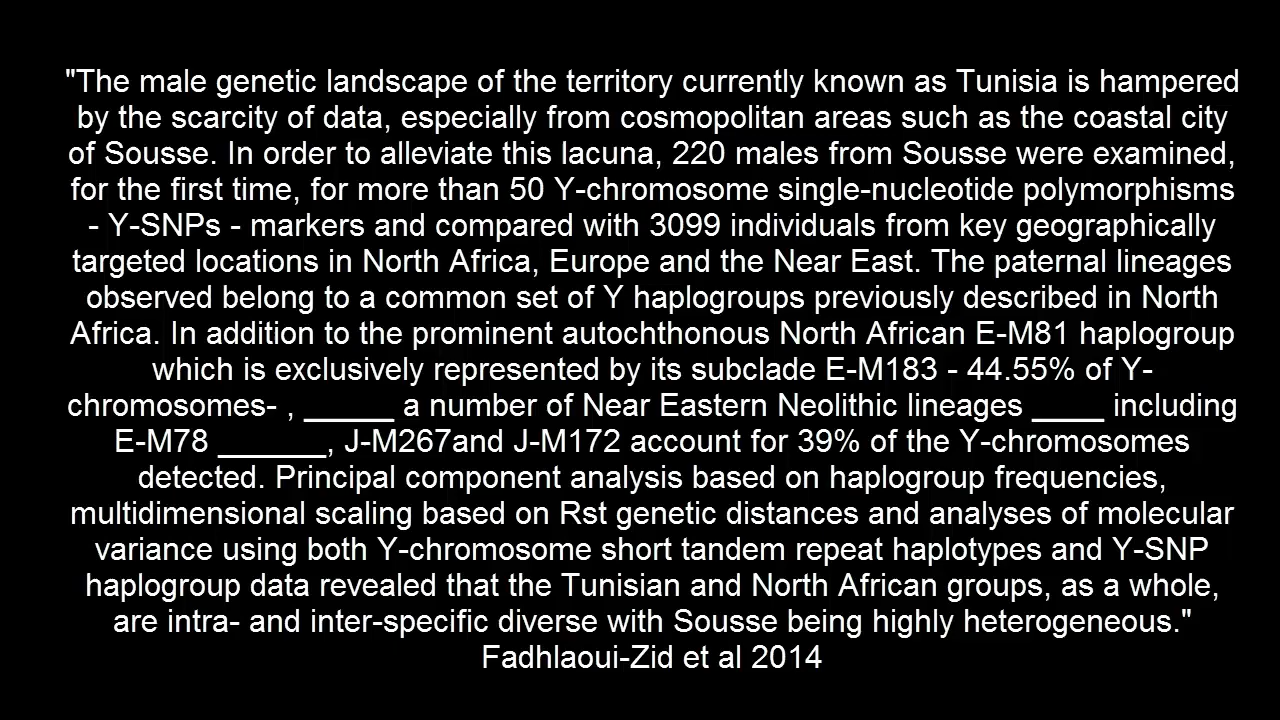 "The male genetic landscape of the territory currently known as Tunisia is hampered
by the scarcity of data, especially from cosmopolitan areas such as the coastal city
of Sousse. In order to alleviate this lacuna, 220 males from Sousse were examined,
for the first time, for more than 50 Y-chromosome single-nucleotide polymorphisms
- Y-SNPs - markers and compared with 3099 individuals from key geographically
targeted locations in North Africa, Europe and the Near East. The paternal lineages
observed belong to a common set of Y haplogroups previously described in North
Africa. In addition to the prominent autochthonous North African E-M81 haplogroup
which is exclusively represented by its subclade E-M183 - 44.55% of Y-
chromosomes- , _____ a number of Near Eastern Neolithic lineages ____ including
E-M78 ______, J-M267and J-M172 account for 39% of the Y-chromosomes
detected. Principal component analysis based on haplogroup frequencies,
multidimensional scaling based on Rst genetic distances and analyses of molecular
variance using both Y-chromosome short tandem repeat haplotypes and Y-SNP
haplogroup data revealed that the Tunisian and North African groups, as a whole,
are intra- and inter-specific diverse with Sousse being highly heterogeneous."
Fadhlaoui-Zid et al 2014